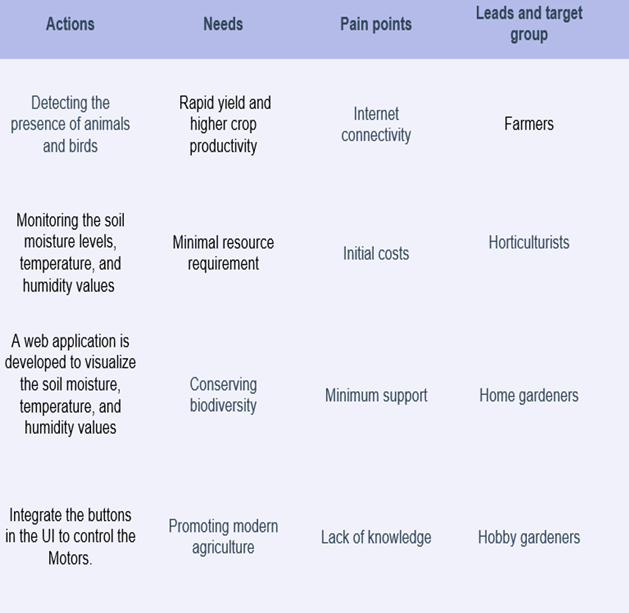 Actions
Needs
Pain points
Leads and target
group
Detecting the
presence of animals
and birds
Rapid yield and
higher crop
productivity
Internet
connectivity
Farmers
Monitoring the soil
moisture levels,
temperature, and
humidity values
Minimal resource
requirement
Initial costs
Horticulturists
A web application is
developed to visualize
the soil moisture,
temperature, and
humidity values
Conserving
biodiversity
Minimum support
Home gardeners
Integrate the buttons
in the UI to control the
Motors.
Promoting modern
agriculture
Lack of knowledge
Hobby gardeners